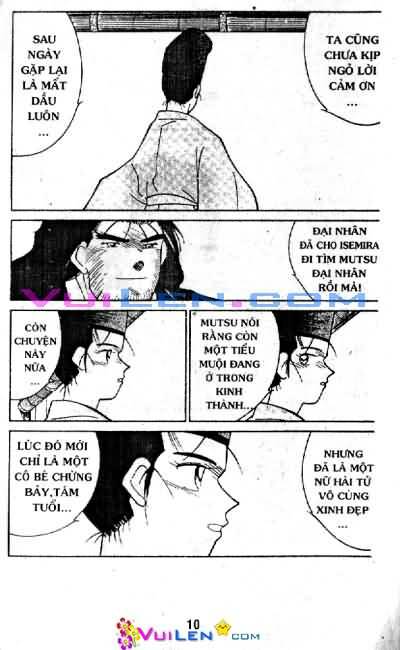 TA CŨNG
CHƯA KỊP
NGỎ LỜI
CẢM ƠN
...
SAU
NGÀY
GẶP LẠI
LÀ MẤT
DẤU
LUÔN
...
ĐẠI NHÂN
ĐÃ CHO ISEMIRA
ĐI TÌM MUTSU
ĐẠI NHÂN
RỒI MÀ!
VUILEN.COM
MUTSU NÓI
RẰNG CÒN
MỘT TIỂU
MUỘI ĐANG
Ở TRONG
KINH
THÀNH...
CÒN
CHUYỆN
NÀY
NỮA
...
NHƯNG
ĐÃ LÀ MỘT
NỮ HÀI TỬ
VÔ CÙNG
XINH ĐẸP
...
LÚC ĐÓ MỚI
CHỈ LÀ MỘT
CÔ BÉ CHỪNG
BẢY,TÁM
TUỔI...
10
VUILEN.COM